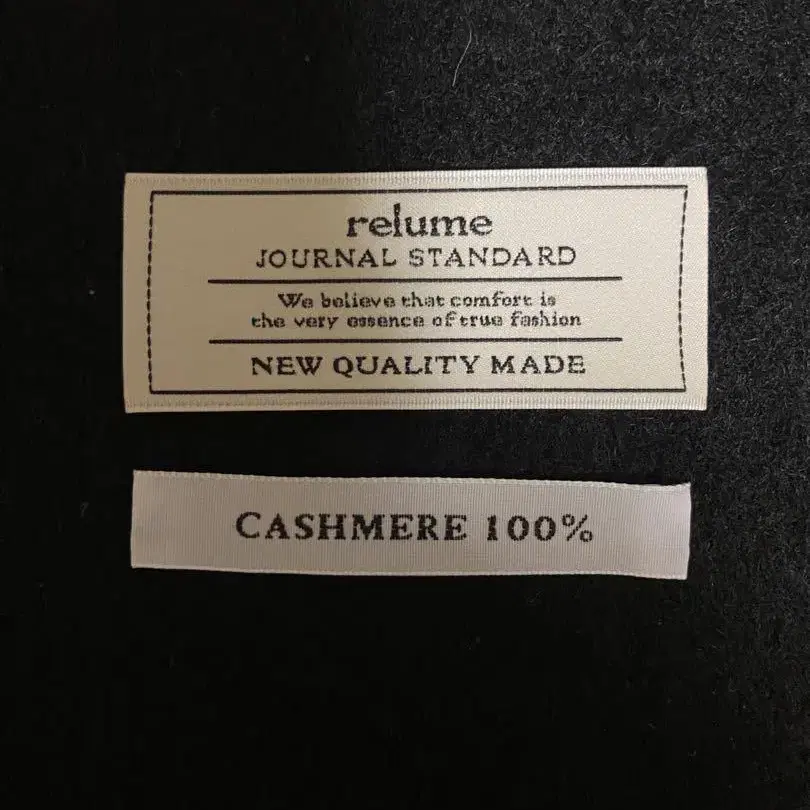 relume
JOURNAL STANDARD
We believe that comfort is
the very essence of true fashion
NEW QUALITY MADE
CASHMERE 100%